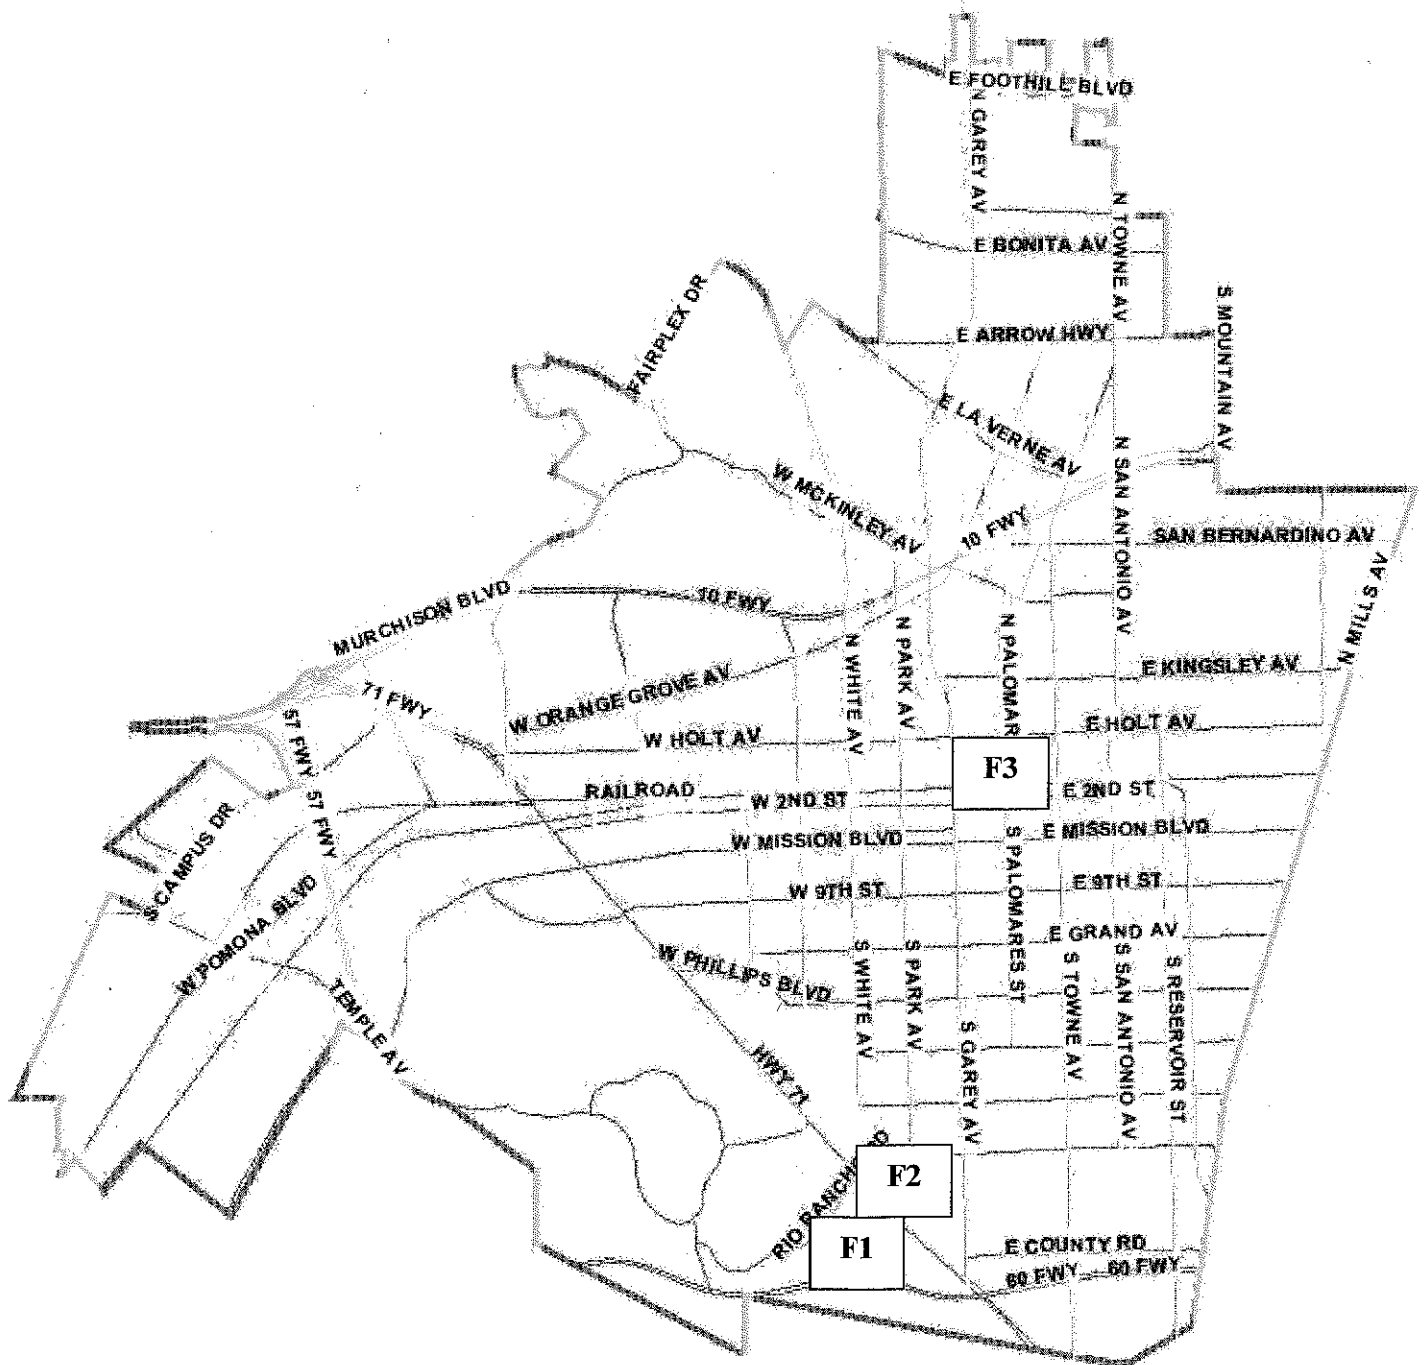 E FOOTHILL BLVD
N GAREY AV
N TOWNE AV
E BONITA AV
FAIRPLEX DR
S MOUNTAIN AV
E ARROW HWY
E LA VERNE AV
N SAN ANTONIO AV
W MCKINLEY AV
10 FWY
SAN BERNARDINO AV
N MILLS AV
MURCHISON BLVD
10 FWY
N WHITE AV
N PARK AV
N PALOMAR
E KINGSLEY AV
71 FWY
W ORANGE GROVE AV
57 FWY
W HOLT AV
E HOLT AV
F3
RAILROAD
W 2ND ST
E 2ND ST
57 FWY
S CAMPUS DR
W MISSION BLVD
E MISSION BLVD
S PALOMARES ST
W POMONA BLVD
W 9TH ST
E 9TH ST
E GRAND AV
W PHILLIPS BLVD
S WHITE AV
S PARK AV
S TOWNE AV
S SAN ANTONIO AV
S RESERVOIR ST
TEMPLE AV
S GAREY AV
HWY 71
F2
RIO RANCHO RD
F1
E COUNTY RD
60 FWY
60 FWY